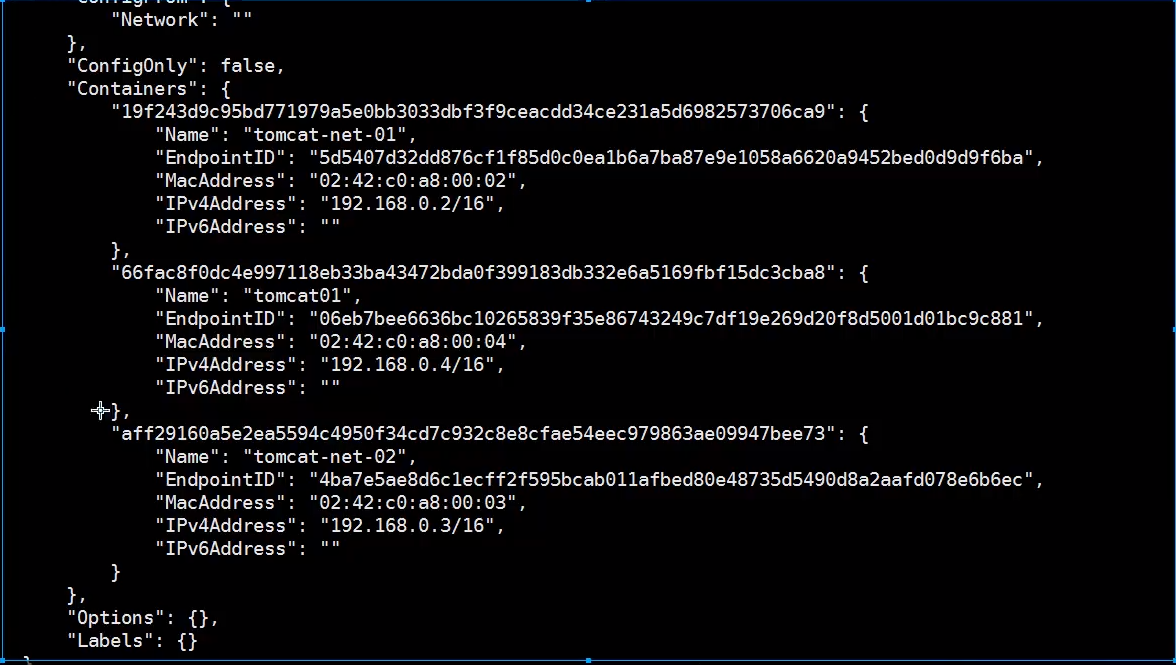 "ConfigFrom": {
"Network": ""
},
"ConfigOnly": false,
"Containers": {
"19f243d9c95bd771979a5e0bb3033dbf3f9ceacdd34ce231a5d6982573706ca9": {
"Name": "tomcat-net-01",
"EndpointID": "5d5407d32dd876cf1f85d0c0ea1b6a7ba87e9e1058a6620a9452bed0d9d9f6ba",
"MacAddress": "02:42:c0:a8:00:02",
"IPv4Address": "192.168.0.2/16",
"IPv6Address": ""
},
"66fac8f0dc4e997118eb33ba43472bda0f399183db332e6a5169fbf15dc3cba8": {
"Name": "tomcat01",
"EndpointID": "06eb7bee6636bc10265839f35e86743249c7df19e269d20f8d5001d01bc9c881",
"MacAddress": "02:42:c0:a8:00:04",
"IPv4Address": "192.168.0.4/16",
"IPv6Address": ""
},
"aff29160a5e2ea5594c4950f34cd7c932c8e8cfae54eec979863ae09947bee73": {
"Name": "tomcat-net-02",
"EndpointID": "4ba7e5ae8d6c1ecff2f595bcab011afbed80e48735d5490d8a2aafd078e6b6ec",
"MacAddress": "02:42:c0:a8:00:03",
"IPv4Address": "192.168.0.3/16",
"IPv6Address": ""
}
},
"Options": {},
"Labels": {}
}